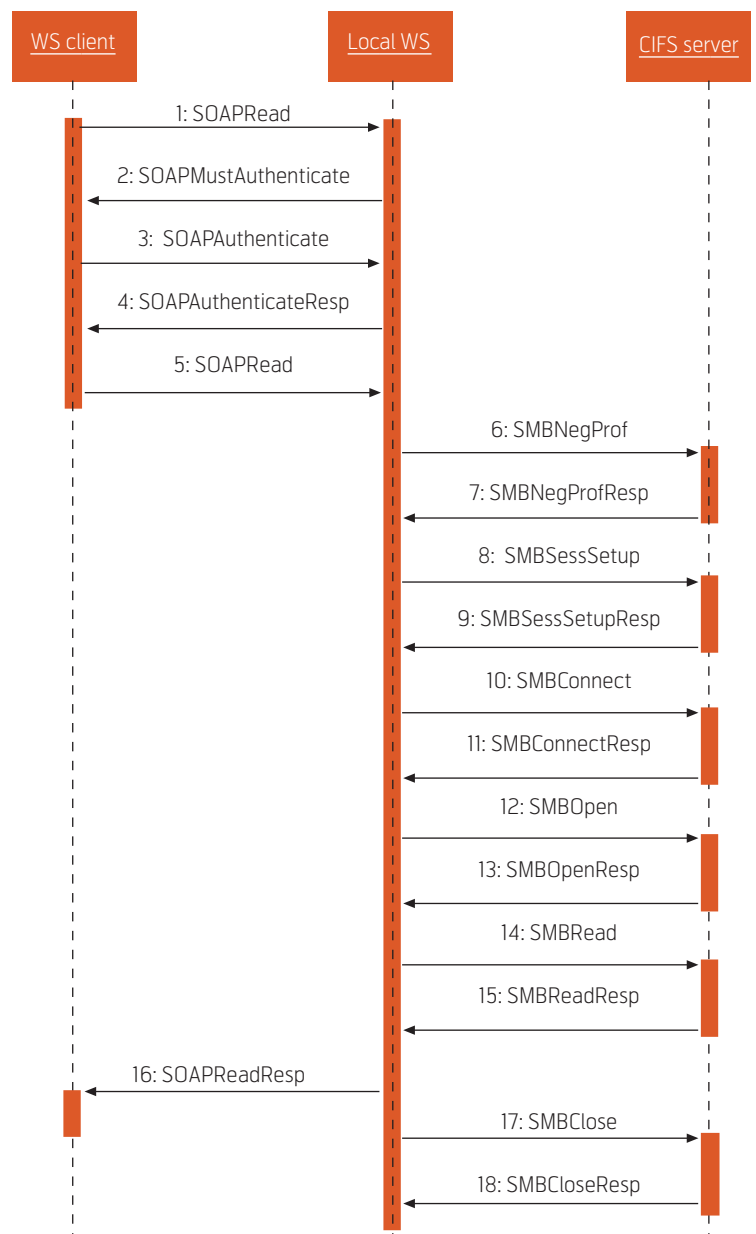 WS client
Local WS
CIFS server
1: SOAPRead
2: SOAPMustAuthenticate
3: SOAPAuthenticate
4: SOAPAuthenticateResp
5: SOAPRead
6: SMBNegProf
7: SMBNegProfResp
8: SMBSessSetup
9: SMBSessSetupResp
10: SMBConnect
11: SMBConnectResp
12: SMBOpen
13: SMBOpenResp
14: SMBRead
15: SMBReadResp
16: SOAPReadResp
17: SMBClose
18: SMBCloseResp